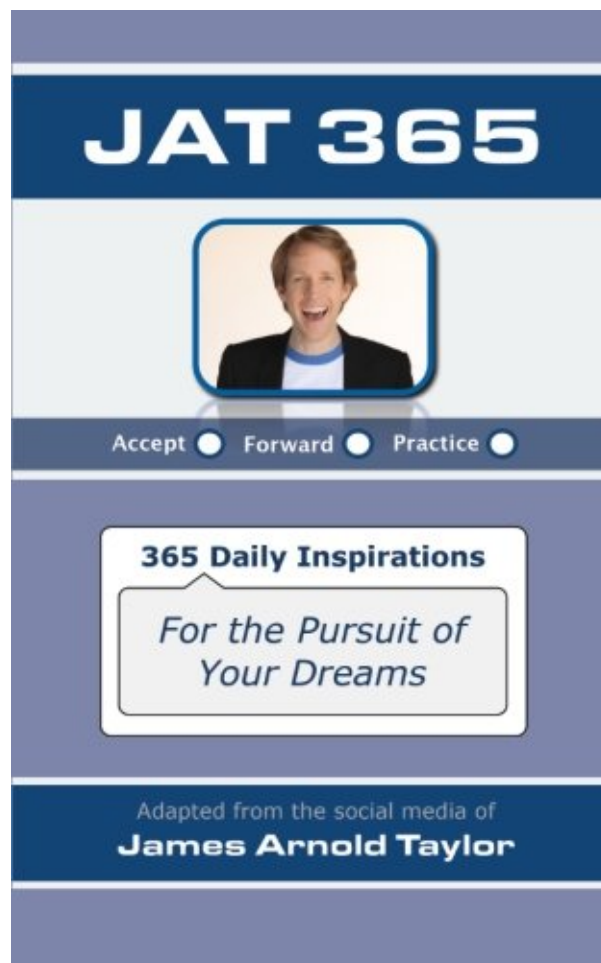 JAT 365
Accept Forward Practice
365 Daily Inspirations
For the Pursuit of
Your Dreams
Adapted from the social media of
James Arnold Taylor